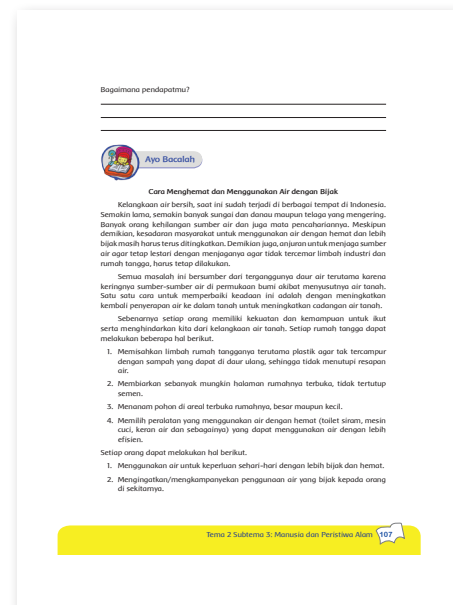 Bagaimana pendapatmu?
Ayo Bacalah
Cara Menghemat dan Menggunakan Air dengan Bijak
Kelangkaan air bersih, saat ini sudah terjadi di berbagai tempat di Indonesia.
Semakin lama, semakin banyak sungai dan danau maupun telaga yang mengering.
Banyak orang kehilangan sumber air dan juga mata pencahariannya. Meskipun
demikian, kesadaran masyarakat untuk menggunakan air dengan hemat dan lebih
bijak masih harus terus ditingkatkan. Demikian juga, anjuran untuk menjaga sumber
air agar tetap lestari dengan menjaganya agar tidak tercemar limbah industri dan
rumah tangga, harus tetap dilakukan.
Semua masalah ini bersumber dari terganggunya daur air terutama karena
keringnya sumber-sumber air di permukaan bumi akibat menyusutnya air tanah.
Satu satu cara untuk memperbaiki keadaan ini adalah dengan meningkatkan
kembali penyerapan air ke dalam tanah untuk meningkatkan cadangan air tanah.
Sebenarnya setiap orang memiliki kekuatan dan kemampuan untuk ikut
serta menghindarkan kita dari kelangkaan air tanah. Setiap rumah tangga dapat
melakukan beberapa hal berikut.
1. Memisahkan limbah rumah tangganya terutama plastik agar tak tercampur
dengan sampah yang dapat di daur ulang, sehingga tidak menutupi resapan
air.
2. Membiarkan sebanyak mungkin halaman rumahnya terbuka, tidak tertutup
semen.
3. Menanam pohon di areal terbuka rumahnya, besar maupun kecil.
4. Memilih peralatan yang menggunakan air dengan hemat (toilet siram, mesin
cuci, keran air dan sebagainya) yang dapat menggunakan air dengan lebih
efisien.
Setiap orang dapat melakukan hal berikut.
1. Menggunakan air untuk keperluan sehari-hari dengan lebih bijak dan hemat.
2. Mengingatkan/mengkampanyekan penggunaan air yang bijak kepada orang
di sekitarnya.
Tema 2 Subtema 3: Manusia dan Peristiwa Alam 107